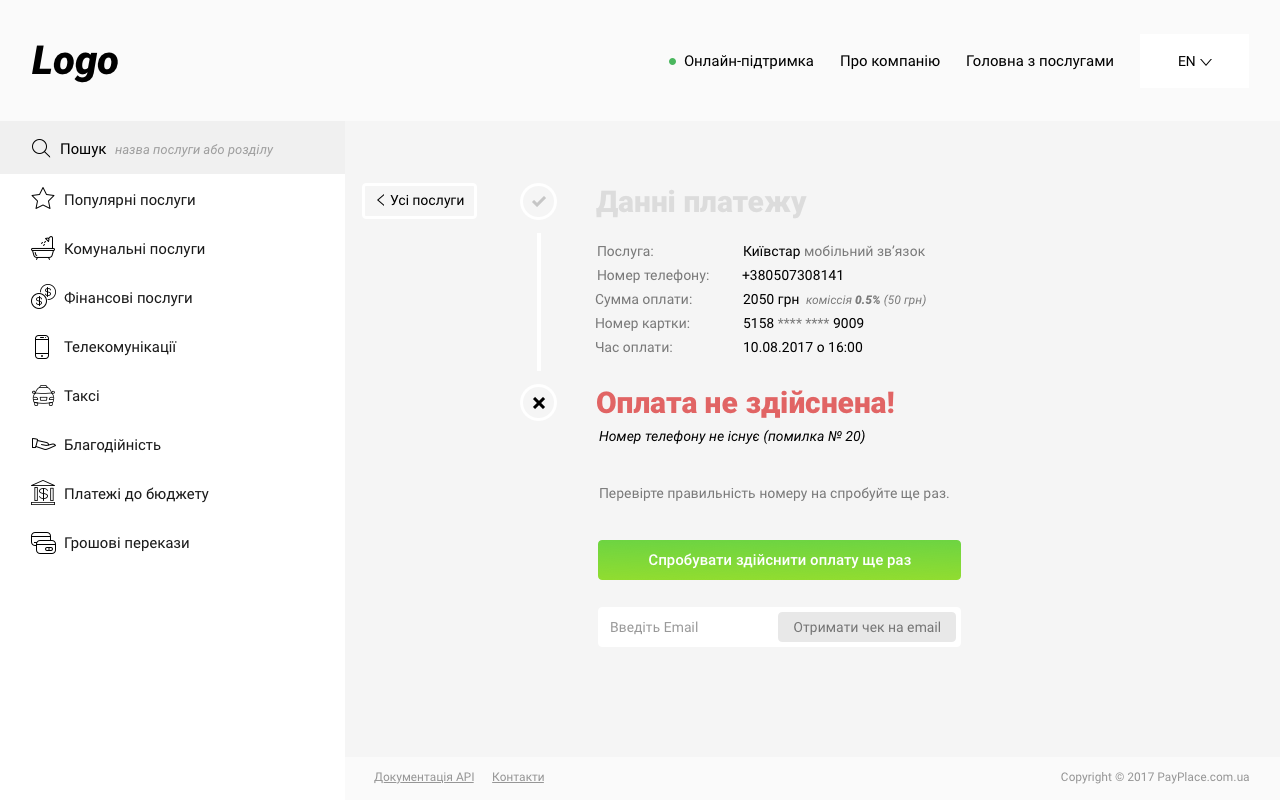 Logo
Онлайн-підтримка
Про компанію
Головна з послугами
EN
Пошук назва послуги або розділу
Популярні послуги
Комунальні послуги
Фінансові послуги
Телекомунікації
Таксі
Благодійність
Платежі до бюджету
Грошові перекази
Усі послуги
Данні платежу
Послуга: Київстар мобільний зв’язок
Номер телефону: +380507308141
Сумма оплати: 2050 грн коміссія 0.5% (50 грн)
Номер картки: 5158 **** **** 9009
Час оплати: 10.08.2017 о 16:00
Оплата не здійснена!
Номер телефону не існує (помилка № 20)
Перевірте правильність номеру на спробуйте ще раз.
Спробувати здійснити оплату ще раз
Введіть Email
Отримати чек на email
Документація API
Контакти
Copyright © 2017 PayPlace.com.ua